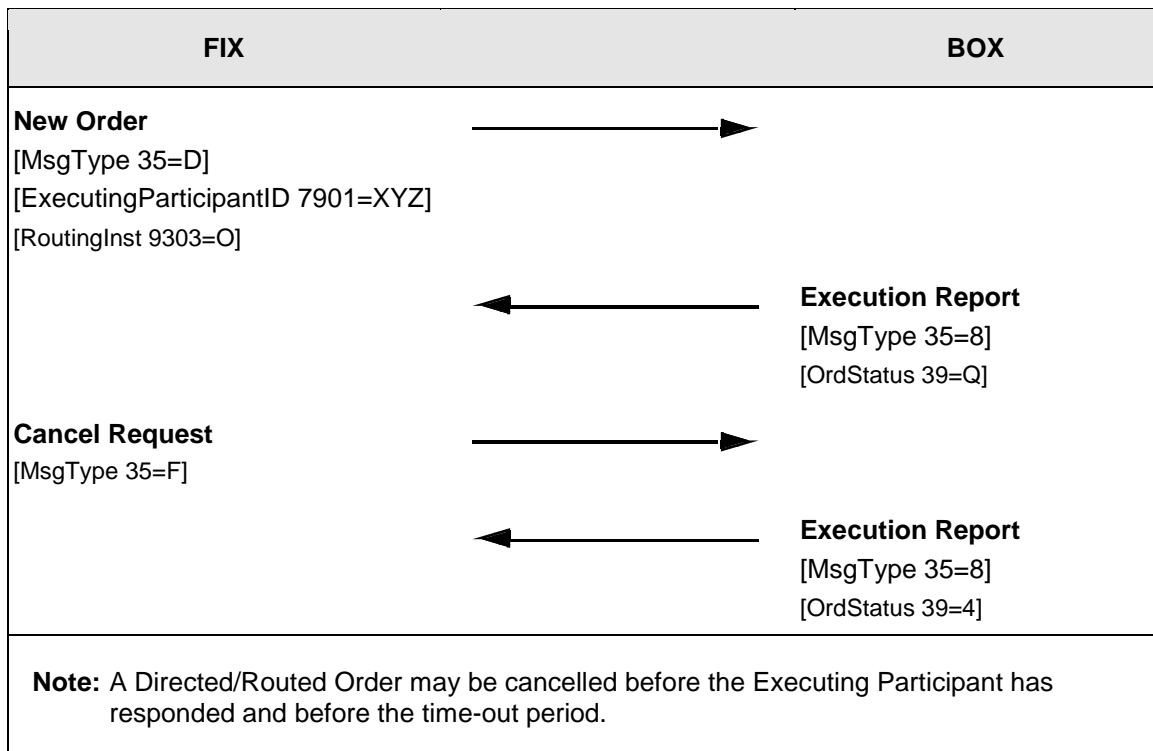 FIX
BOX
New Order
[MsgType 35=D]
[ExecutingParticipantID 7901=XYZ]
[RoutingInst 9303=O]
Execution Report
[MsgType 35=8]
[OrdStatus 39=Q]
Cancel Request
[MsgType 35=F]
Execution Report
[MsgType 35=8]
[OrdStatus 39=4]
Note: A Directed/Routed Order may be cancelled before the Executing Participant has
responded and before the time-out period.